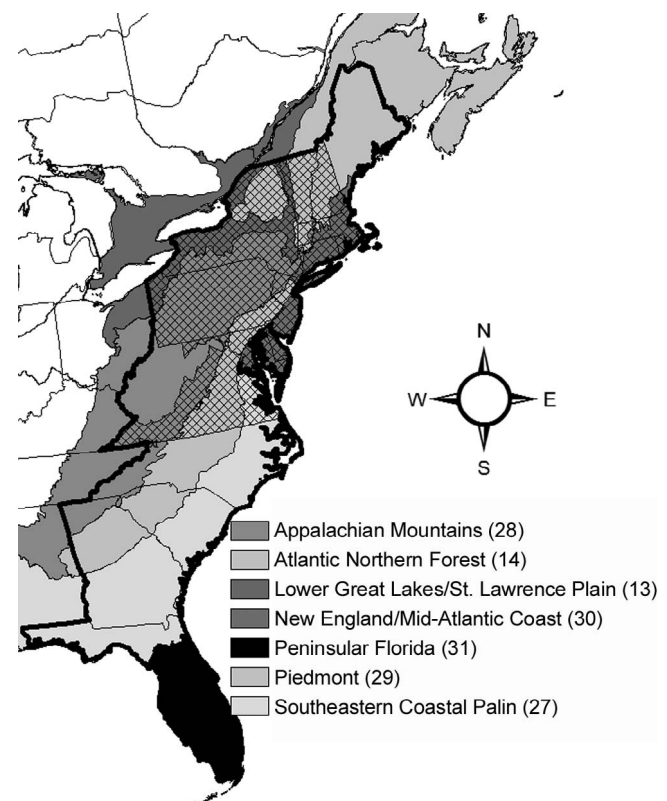 N
W E
S
Appalachian Mountains (28)
Atlantic Northern Forest (14)
Lower Great Lakes/St. Lawrence Plain (13)
New England/Mid-Atlantic Coast (30)
Peninsular Florida (31)
Piedmont (29)
Southeastern Coastal Palin (27)